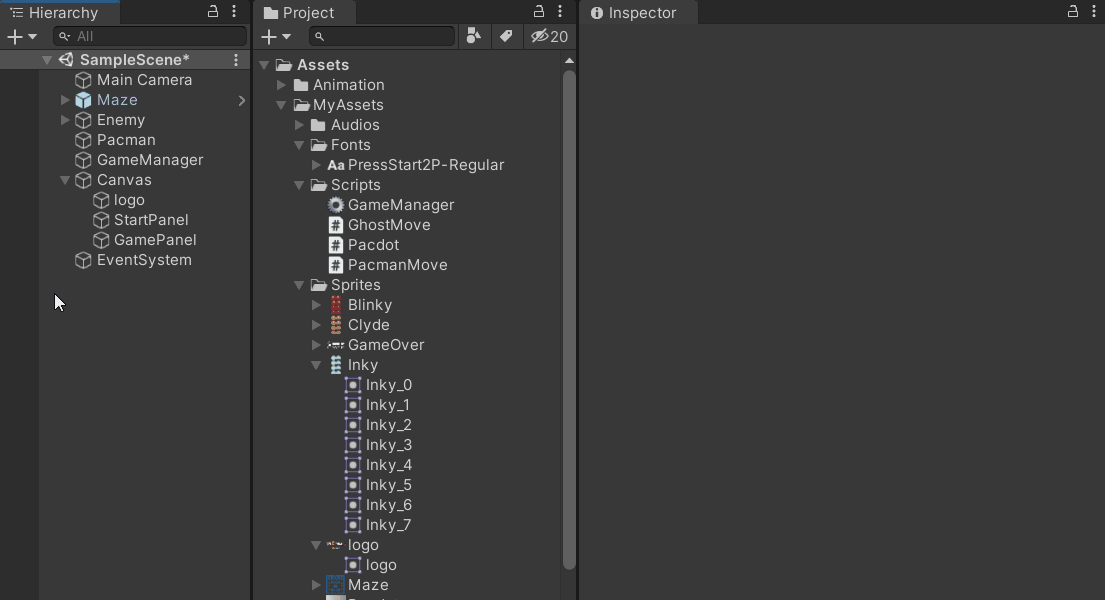 Hierarchy
All
SampleScene*
Main Camera
Maze
Enemy
Pacman
GameManager
Canvas
logo
StartPanel
GamePanel
EventSystem
Project
20
Assets
Animation
MyAssets
Audios
Fonts
Aa PressStart2P-Regular
Scripts
GameManager
# GhostMove
# Pacdot
# PacmanMove
Sprites
Blinky
Clyde
GameOver
Inky
Inky_0
Inky_1
Inky_2
Inky_3
Inky_4
Inky_5
Inky_6
Inky_7
logo
logo
Maze
Inspector